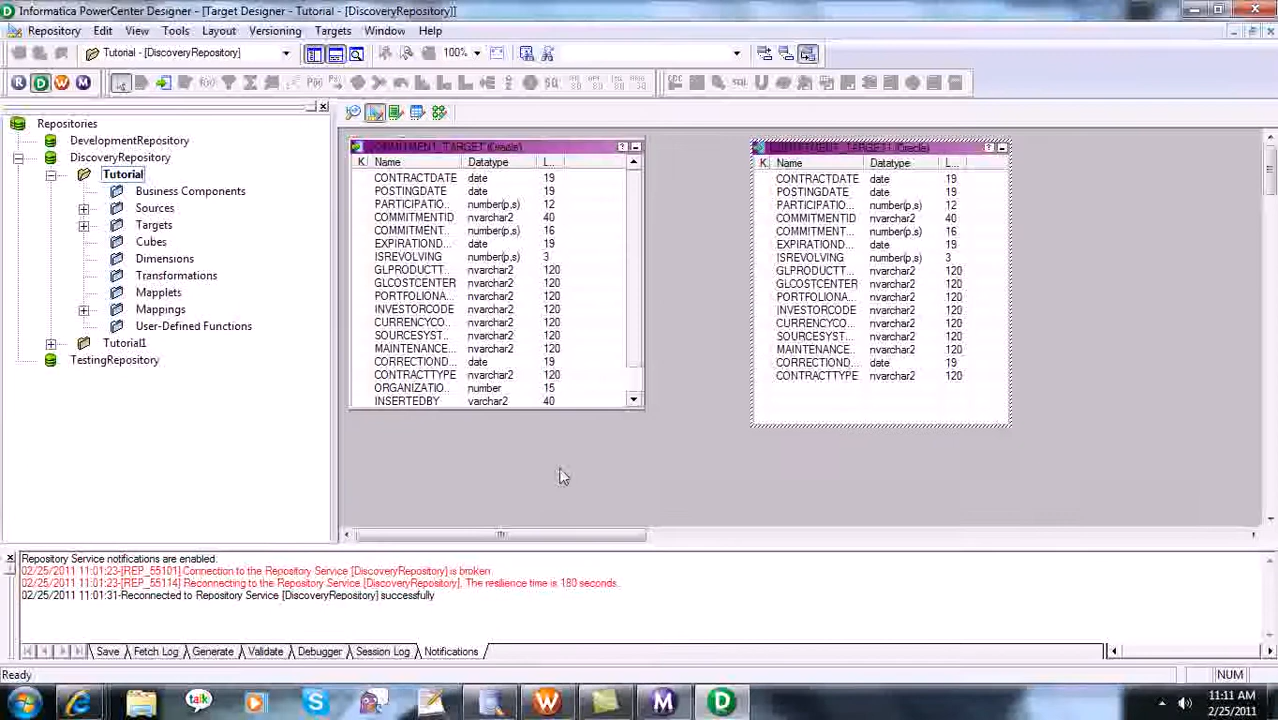 Informatica PowerCenter Designer - [Target Designer - Tutorial - [DiscoveryRepository]]
Repository Edit View Tools Layout Versioning Targets Window Help
Tutorial - [DiscoveryRepository] 100%
R D W M
Repositories
DevelopmentRepository
DiscoveryRepository
Tutorial
Business Components
Sources
Targets
Cubes
Dimensions
Transformations
Mapplets
Mappings
User-Defined Functions
Tutorial1
TestingRepository
COMMITMENT_TARGET (Oracle)
K Name Datatype L...
CONTRACTDATE date 19
POSTINGDATE date 19
PARTICIPATIO... number(p,s) 12
COMMITMENTID nvarchar2 40
COMMITMENT... number(p,s) 16
EXPIRATIOND... date 19
ISREVOLVING number(p,s) 3
GLPRODUCTT... nvarchar2 120
GLCOSTCENTER nvarchar2 120
PORTFOLIONA... nvarchar2 120
INVESTORCODE nvarchar2 120
CURRENCYCO... nvarchar2 120
SOURCESYST... nvarchar2 120
MAINTENANCE... nvarchar2 120
CORRECTIOND... date 19
CONTRACTTYPE nvarchar2 120
ORGANIZATIO... number 15
INSERTEDBY varchar2 40
COMMITMENT_TARGET1 (Oracle)
K Name Datatype L...
CONTRACTDATE date 19
POSTINGDATE date 19
PARTICIPATIO... number(p,s) 12
COMMITMENTID nvarchar2 40
COMMITMENT... number(p,s) 16
EXPIRATIOND... date 19
ISREVOLVING number(p,s) 3
GLPRODUCTT... nvarchar2 120
GLCOSTCENTER nvarchar2 120
PORTFOLIONA... nvarchar2 120
INVESTORCODE nvarchar2 120
CURRENCYCO... nvarchar2 120
SOURCESYST... nvarchar2 120
MAINTENANCE... nvarchar2 120
CORRECTIOND... date 19
CONTRACTTYPE nvarchar2 120
Repository Service notifications are enabled.
02/25/2011 11:01:23-[REP_55101] Connection to the Repository Service [DiscoveryRepository] is broken.
02/25/2011 11:01:23-[REP_55114] Reconnecting to the Repository Service [DiscoveryRepository]. The resilience time is 180 seconds.
02/25/2011 11:01:31-Reconnected to Repository Service [DiscoveryRepository] successfully
Save Fetch Log Generate Validate Debugger Session Log Notifications
Ready NUM
talk
11:11 AM
2/25/2011